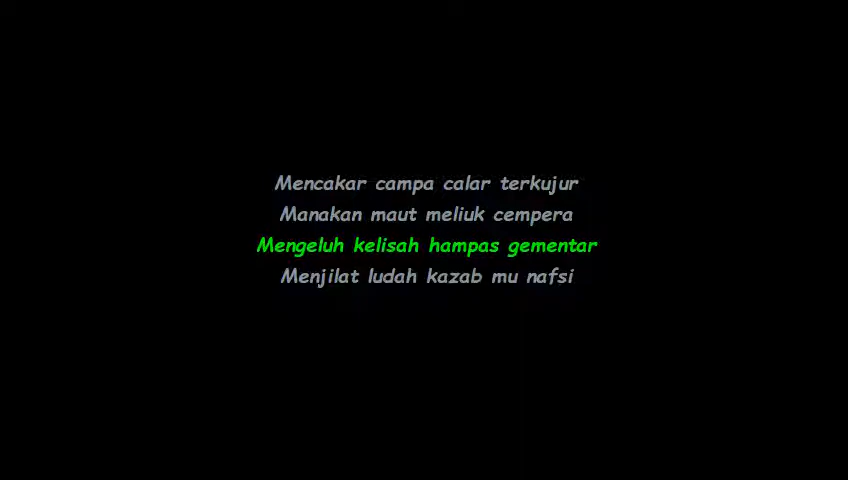 Mencakar campa calar terkujur
Manakan maut meliuk cempera
Mengeluh kelisah hampas gementar
Menjilat ludah kazab mu nafsi